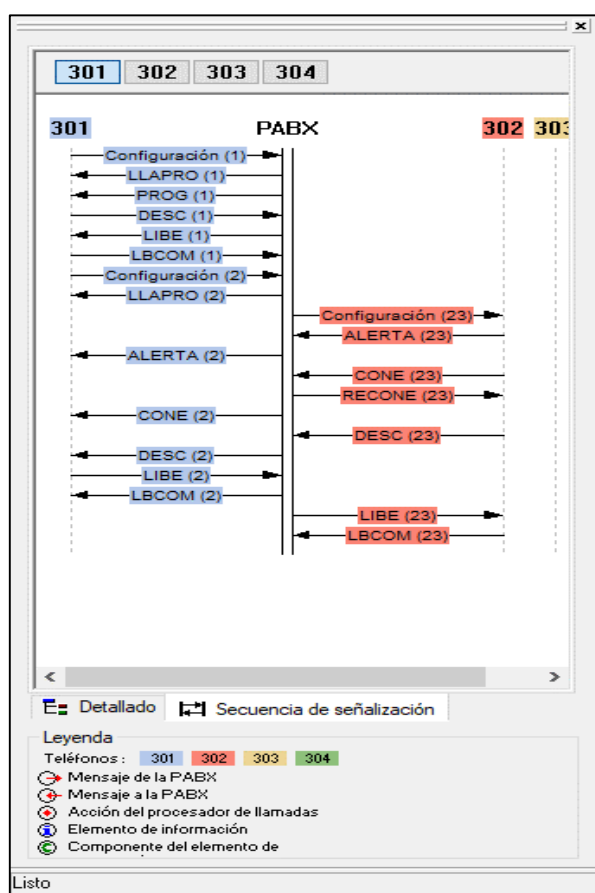 301 302 303 304
301 PABX 302 303
Configuración (1)
LLAPRO (1)
PROG (1)
DESC (1)
LIBE (1)
LBCOM (1)
Configuración (2)
LLAPRO (2)
Configuración (23)
ALERTA (23)
ALERTA (2)
CONE (23)
RECONE (23)
CONE (2)
DESC (23)
DESC (2)
LIBE (2)
LBCOM (2)
LIBE (23)
LBCOM (23)
Detallado Secuencia de señalización
Leyenda
Teléfonos : 301 302 303 304
Mensaje de la PABX
Mensaje a la PABX
Acción del procesador de llamadas
Elemento de información
Componente del elemento de
Listo